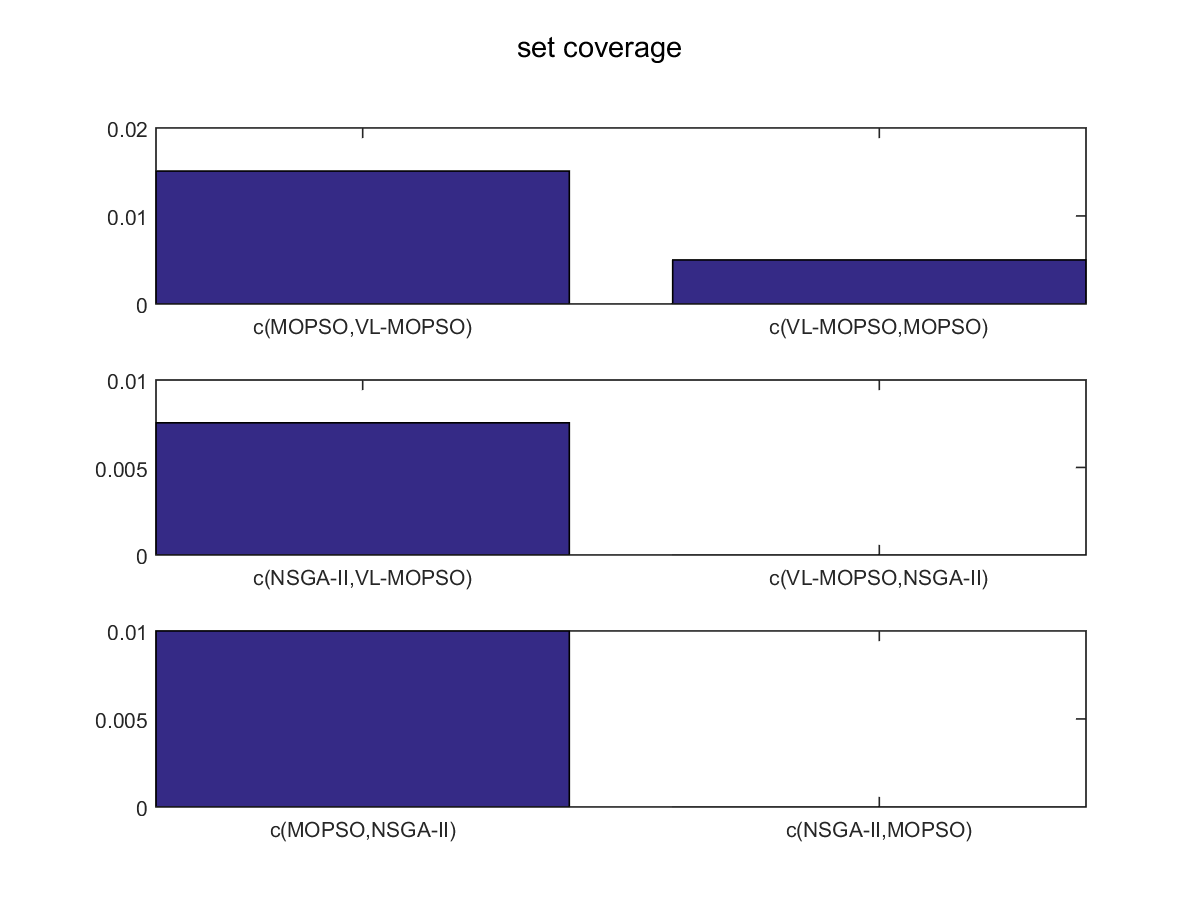 set coverage
0.02
0.01
0
c(MOPSO,VL-MOPSO) c(VL-MOPSO,MOPSO)
0.01
0.005
0
c(NSGA-II,VL-MOPSO) c(VL-MOPSO,NSGA-II)
0.01
0.005
0
c(MOPSO,NSGA-II) c(NSGA-II,MOPSO)